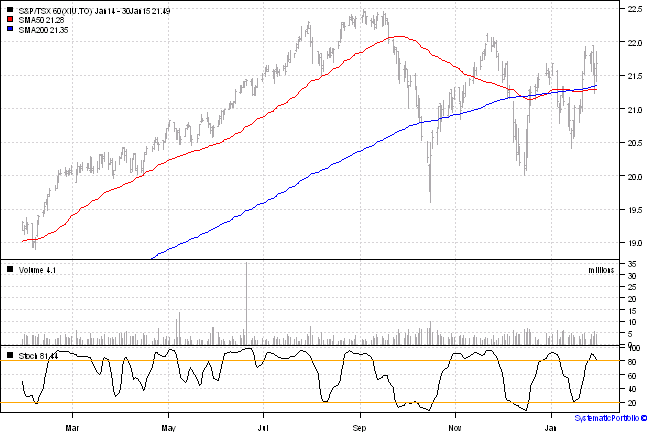 S&P/TSX 60(XIU.TO) Jan14 - 30Jan15 21.49
SMA50 21.28
SMA200 21.35
22.5
22.0
21.5
21.0
20.5
20.0
19.5
19.0
Volume 4.1
millions
35
30
25
20
15
10
5
0
Stoch 81.44
100
80
60
40
20
Mar
May
Jul
Sep
Nov
Jan
SystematicPortfolio ©